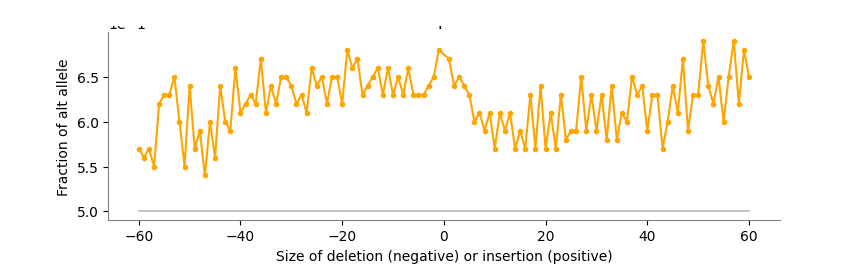 6.5
6.0
5.5
5.0
Fraction of alt allele
−60 −40 −20 0 20 40 60
Size of deletion (negative) or insertion (positive)